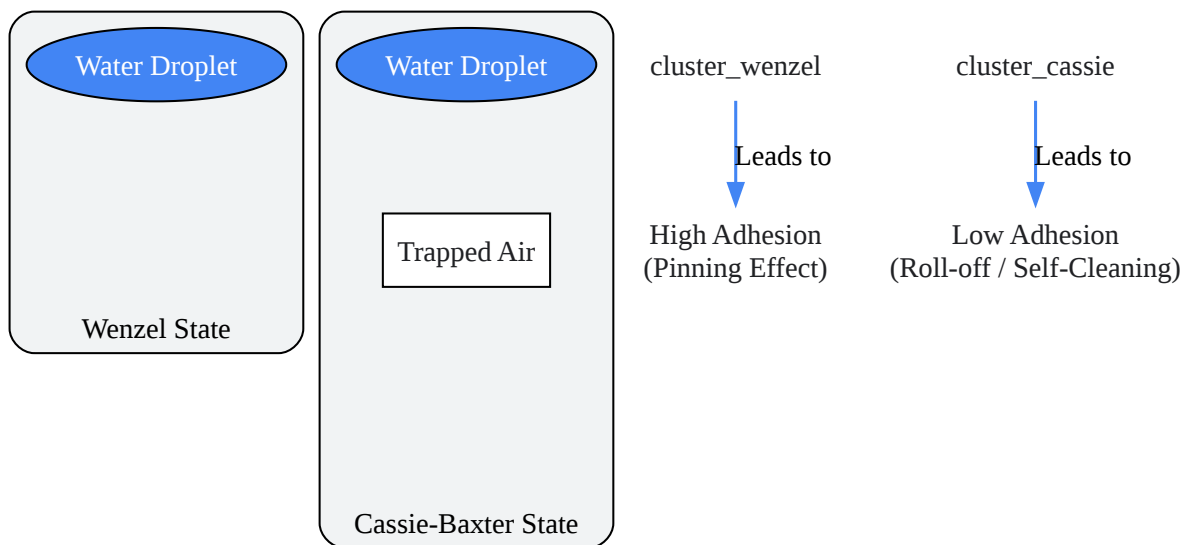 Water Droplet
Wenzel State
Water Droplet
Trapped Air
Cassie-Baxter State
cluster_wenzel
Leads to
High Adhesion
(Pinning Effect)
cluster_cassie
Leads to
Low Adhesion
(Roll-off / Self-Cleaning)